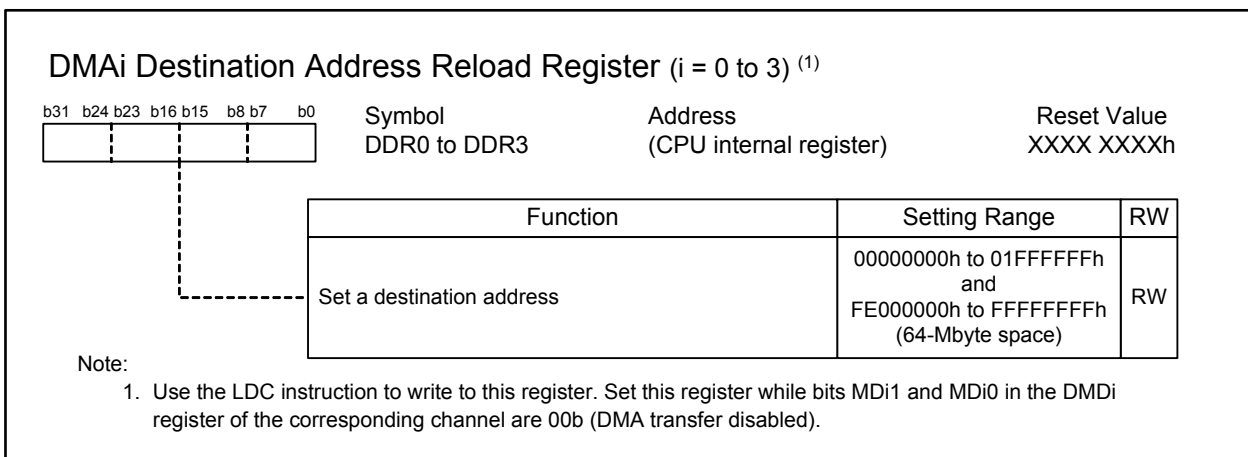 DMAi Destination Address Reload Register (i = 0 to 3) (1)
b31 b24 b23 b16 b15 b8 b7 b0
Symbol Address Reset Value
DDR0 to DDR3 (CPU internal register) XXXX XXXXh
Function Setting Range RW
Set a destination address
00000000h to 01FFFFFFh
and
FE000000h to FFFFFFFFh
(64-Mbyte space)
RW
Note:
1. Use the LDC instruction to write to this register. Set this register while bits MDi1 and MDi0 in the DMDi
register of the corresponding channel are 00b (DMA transfer disabled).